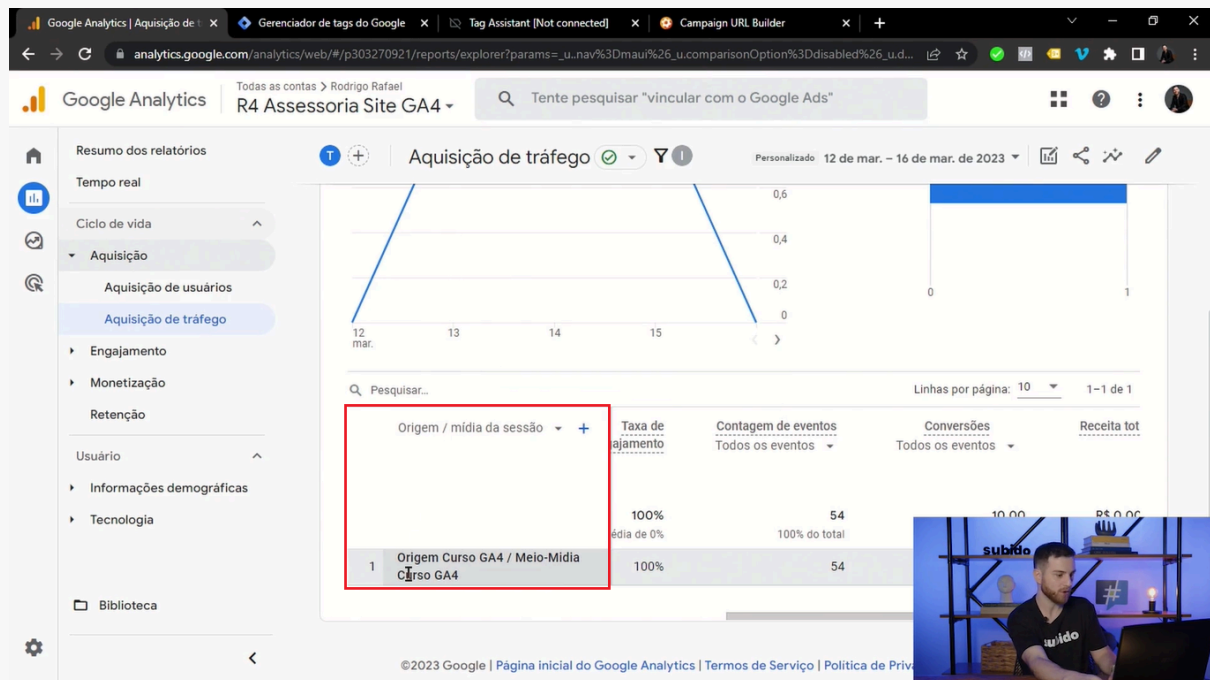 Google Analytics | Aquisição de t
Gerenciador de tags do Google
Tag Assistant [Not connected]
Campaign URL Builder
analytics.google.com/analytics/web/#/p303270921/reports/explorer?params=_u..nav%3Dmaui%26_u.comparisonOption%3Ddisabled%26_u.d...
Google Analytics
Todas as contas > Rodrigo Rafael
R4 Assessoria Site GA4
Tente pesquisar "vincular com o Google Ads"
Resumo dos relatórios
Tempo real
Ciclo de vida
Aquisição
Aquisição de usuários
Aquisição de tráfego
Engajamento
Monetização
Retenção
Usuário
Informações demográficas
Tecnologia
Biblioteca
T
Aquisição de tráfego
I
Personalizado 12 de mar. – 16 de mar. de 2023
0,6
0,4
0,2
0
12
mar.
13
14
15
0
1
Pesquisar...
Linhas por página: 10
1–1 de 1
Origem / mídia da sessão
Taxa de
ajamento
Contagem de eventos
Todos os eventos
Conversões
Todos os eventos
Receita tot
100%
édia de 0%
54
100% do total
10,00
R$ 0,00
1
Origem Curso GA4 / Meio-Midia
Curso GA4
100%
54
©2023 Google | Página inicial do Google Analytics | Termos de Serviço | Política de Priva
subido
#
subido